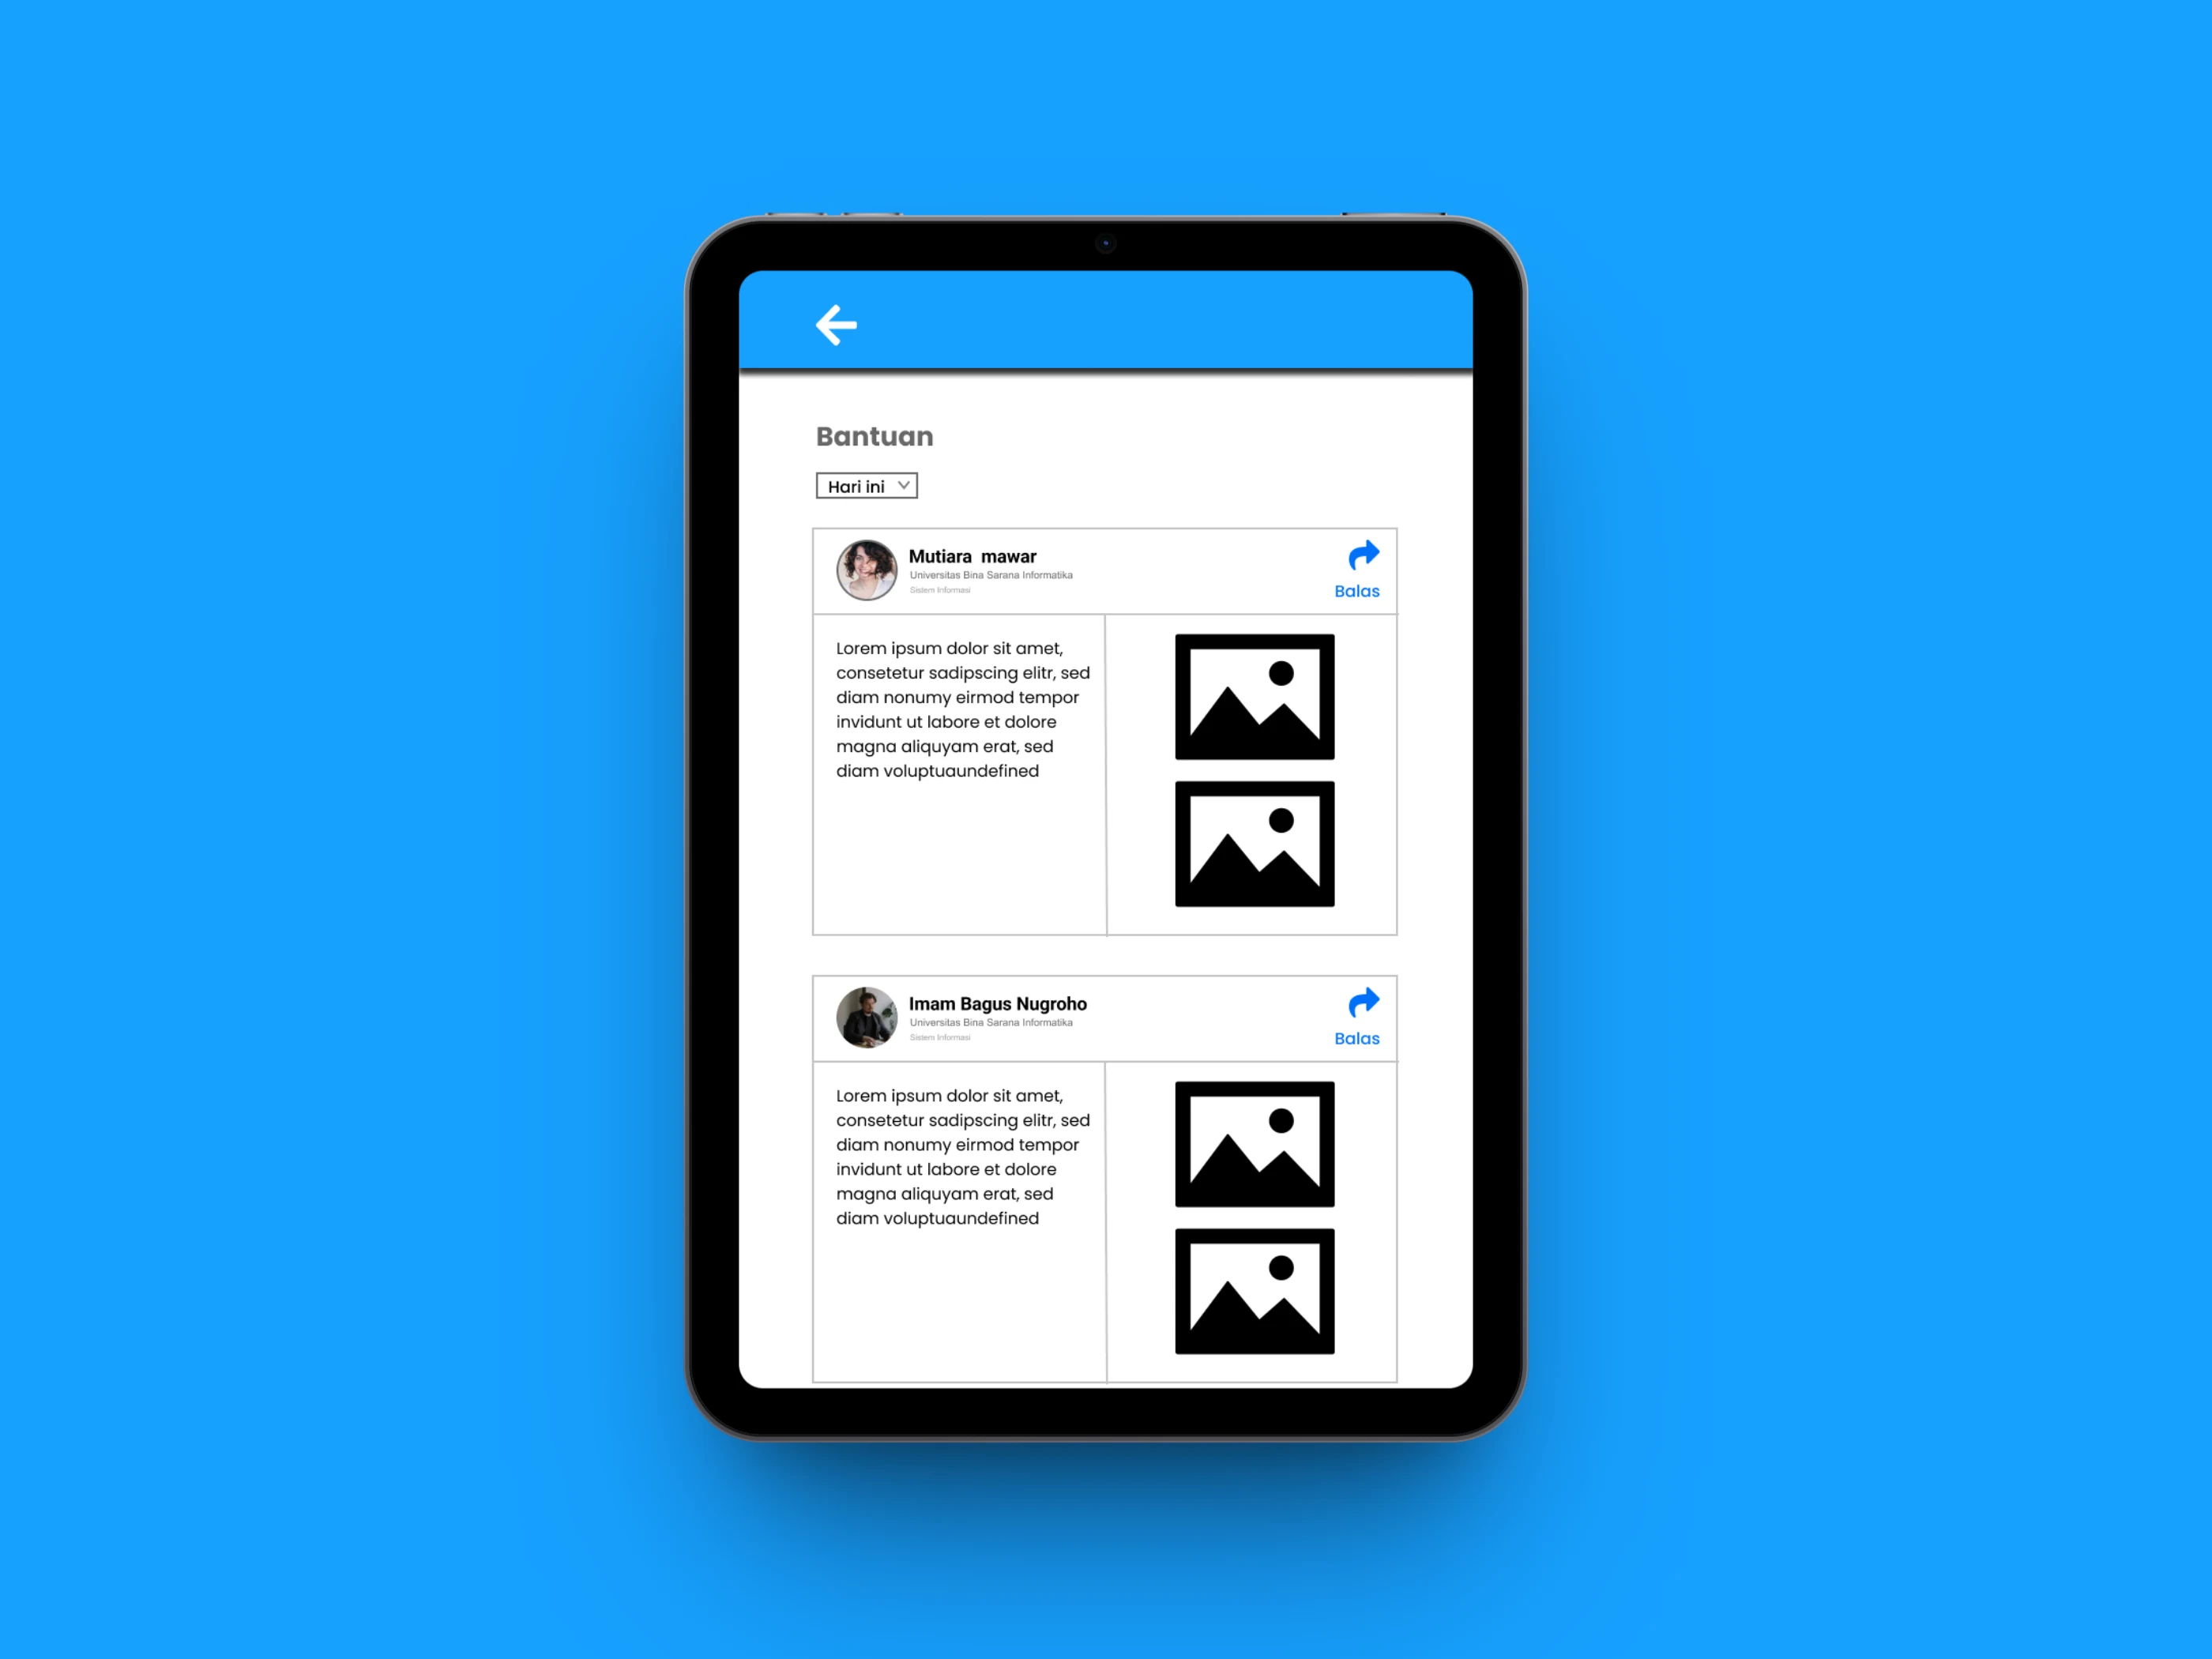 Bantuan
Hari ini
Mutiara mawar
Universitas Bina Sarana Informatika
Sistem Informasi
Balas
Lorem ipsum dolor sit amet,
consetetur sadipscing elitr, sed
diam nonumy eirmod tempor
invidunt ut labore et dolore
magna aliquyam erat, sed
diam voluptuaundefined
Imam Bagus Nugroho
Universitas Bina Sarana Informatika
Sistem Informasi
Balas
Lorem ipsum dolor sit amet,
consetetur sadipscing elitr, sed
diam nonumy eirmod tempor
invidunt ut labore et dolore
magna aliquyam erat, sed
diam voluptuaundefined